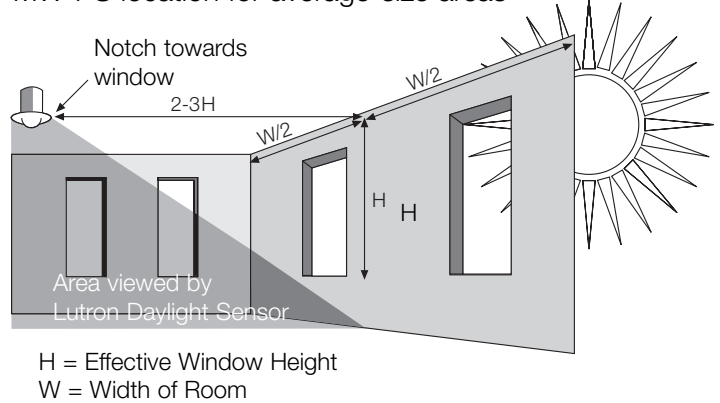 Notch towards
window
2-3H
W/2
W/2
H
H
Area viewed by
Lutron Daylight Sensor
H = Effective Window Height
W = Width of Room